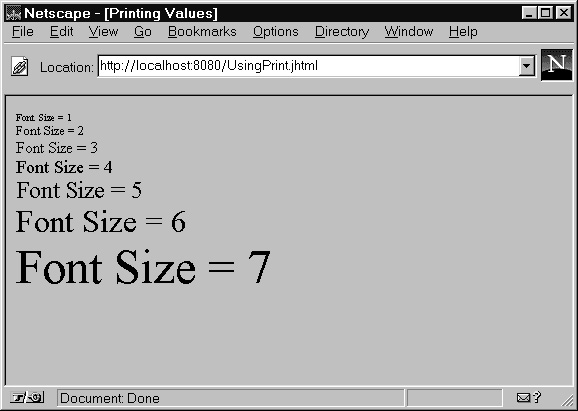 Netscape - [Printing Values]
File Edit View Go Bookmarks Options Directory Window Help
Location: http://localhost:8080/UsingPrint.jhtml
N
Font Size = 1
Font Size = 2
Font Size = 3
Font Size = 4
Font Size = 5
Font Size = 6
Font Size = 7
Document: Done
?